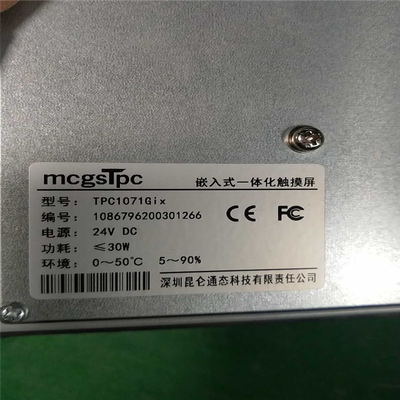 mcgsTpc 嵌入式一体化触摸屏
型号: TPC1071Gix
编号: 1086796200301266
电源: 24V DC
功耗: ≤30W
环境: 0~50℃ 5~90%
CE FC
深圳昆仑通态科技有限责任公司